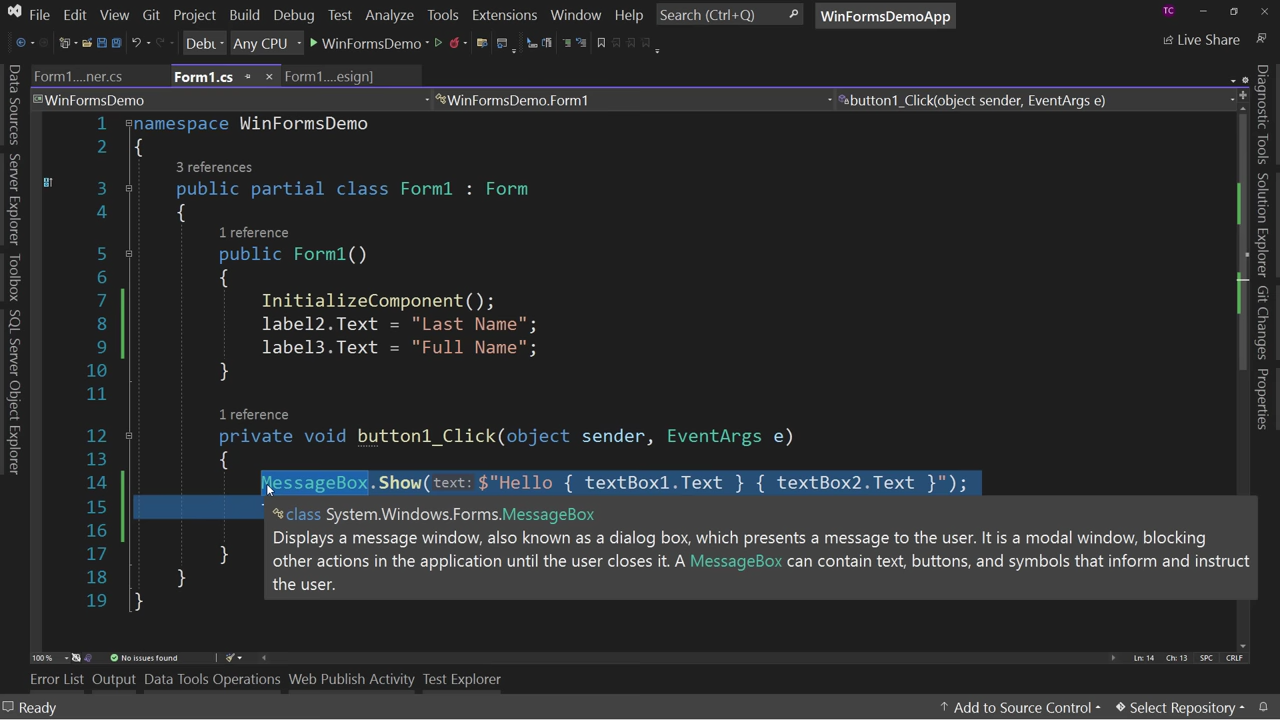 File Edit View Git Project Build Debug Test Analyze Tools Extensions Window Help Search (Ctrl+Q) WinFormsDemoApp TC
Debu Any CPU WinFormsDemo Live Share
Form1....ner.cs Form1.cs Form1....esign]
WinFormsDemo WinFormsDemo.Form1 button1_Click(object sender, EventArgs e)
Data Sources
Server Explorer
Toolbox
SQL Server Object Explorer
1 namespace WinFormsDemo
2 {
3 references
3 public partial class Form1 : Form
4 {
1 reference
5 public Form1()
6 {
7 InitializeComponent();
8 label2.Text = "Last Name";
9 label3.Text = "Full Name";
10 }
11
1 reference
12 private void button1_Click(object sender, EventArgs e)
13 {
14 MessageBox.Show(text: $"Hello { textBox1.Text } { textBox2.Text }");
15
16
17 }
18 }
19 }
class System.Windows.Forms.MessageBox
Displays a message window, also known as a dialog box, which presents a message to the user. It is a modal window, blocking
other actions in the application until the user closes it. A MessageBox can contain text, buttons, and symbols that inform and instruct
the user.
Diagnostic Tools
Solution Explorer
Git Changes
Properties
100% No issues found Ln: 14 Ch: 13 SPC CRLF
Error List Output Data Tools Operations Web Publish Activity Test Explorer
Ready Add to Source Control Select Repository